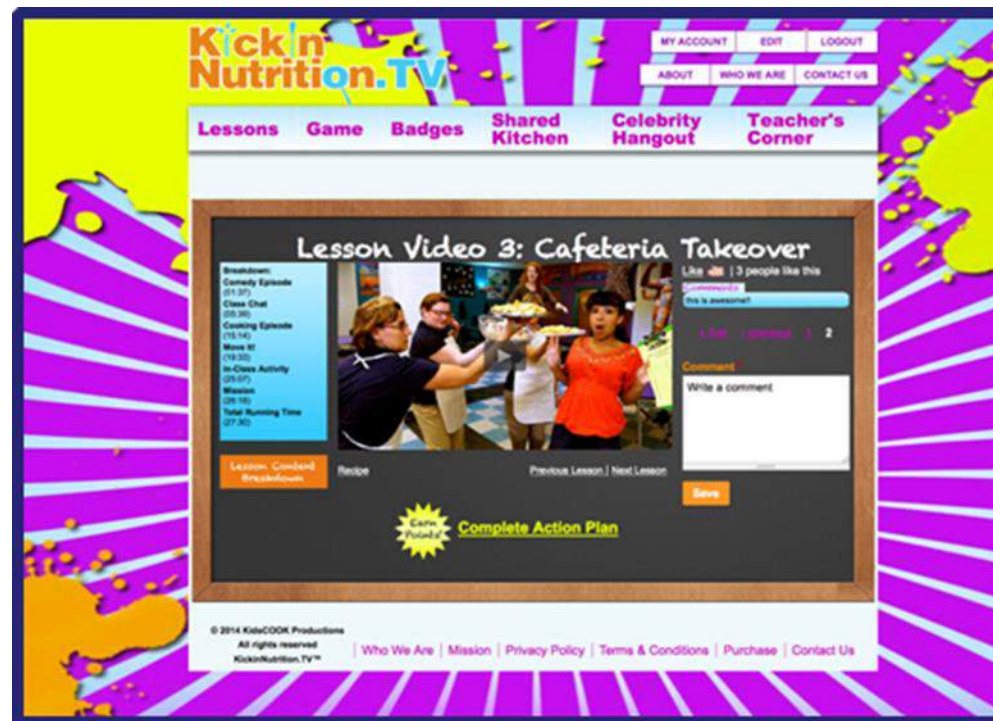 Kickin
Nutrition.TV
MY ACCOUNT EDIT LOGOUT
ABOUT WHO WE ARE CONTACT US
Lessons Game Badges Shared Kitchen Celebrity Hangout Teacher's Corner
Lesson Video 3: Cafeteria Takeover
Breakdown:
Comedy Episode
(01:37)
Class Chat
(05:39)
Cooking Episode
(15:14)
Move It!
(19:33)
In-Class Activity
(25:07)
Mission
(26:18)
Total Running Time
(27:30)
Lesson Content
Breakdown
Recipe
Previous Lesson | Next Lesson
Like | 3 people like this
Comments
this is awesome!!
« first ‹ previous 1 2
Comment
Write a comment
Save
Earn
Points!
Complete Action Plan
© 2014 KidsCOOK Productions
All rights reserved
KickinNutrition.TV™
Who We Are | Mission | Privacy Policy | Terms & Conditions | Purchase | Contact Us